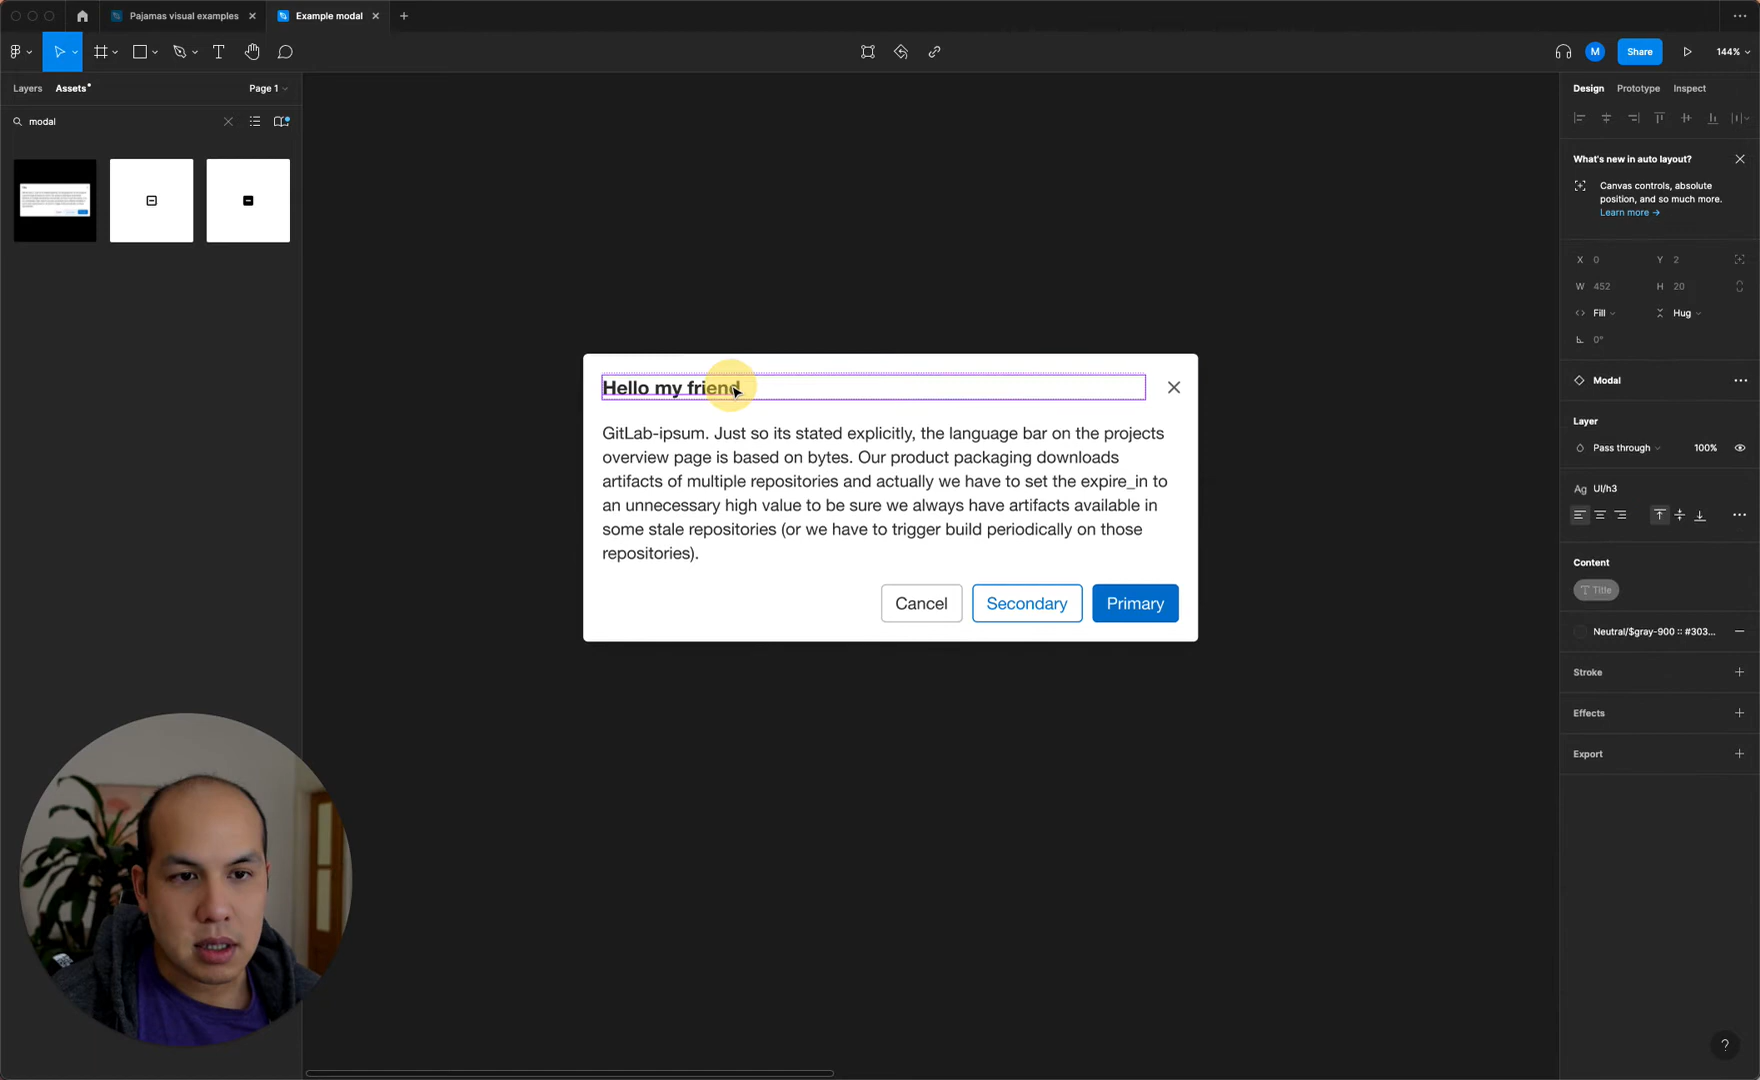 Pajamas visual examples
Example modal
M
Share
144%
Layers
Assets
Page 1
Design
Prototype
Inspect
modal
What's new in auto layout?
Canvas controls, absolute
position, and so much more.
Learn more →
X 0
Y 2
W 452
H 20
Fill
Hug
0°
Modal
Layer
Pass through
100%
Ag UI/h3
Content
T Title
Neutral/$gray-900 :: #303...
Stroke
Effects
Export
Hello my friend
GitLab-ipsum. Just so its stated explicitly, the language bar on the projects
overview page is based on bytes. Our product packaging downloads
artifacts of multiple repositories and actually we have to set the expire_in to
an unnecessary high value to be sure we always have artifacts available in
some stale repositories (or we have to trigger build periodically on those
repositories).
Cancel
Secondary
Primary
?